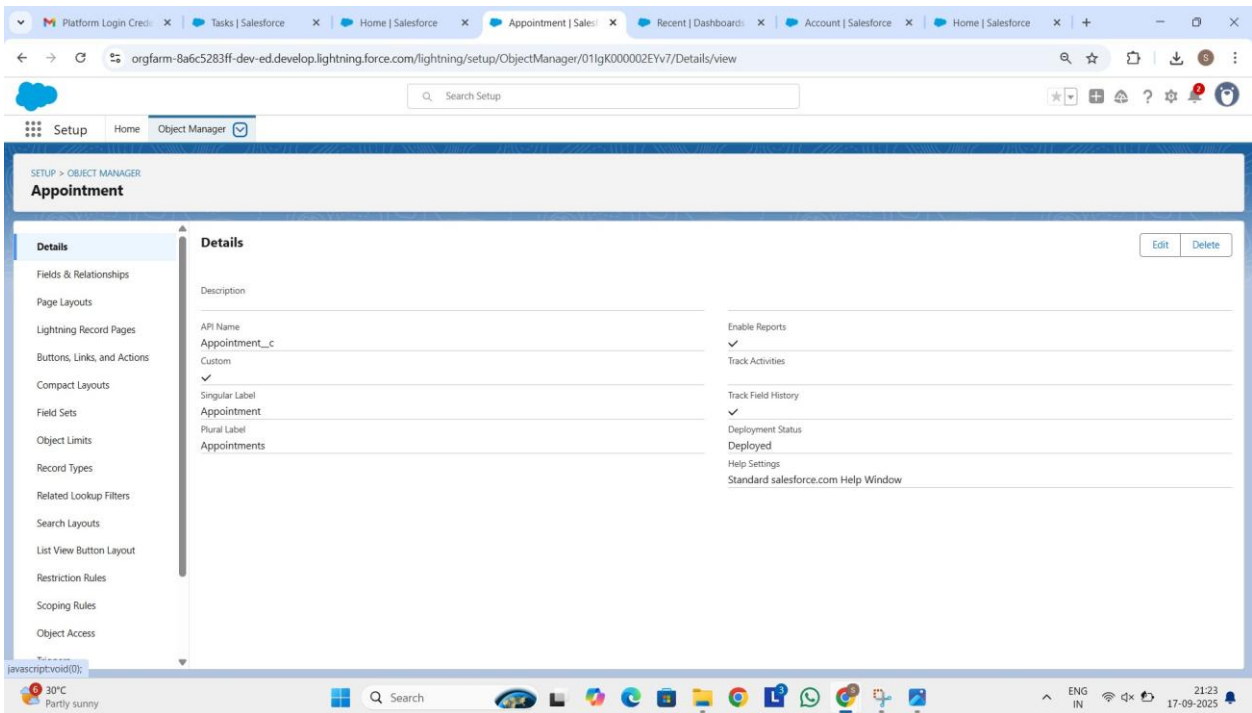 Platform Login Crede
Tasks | Salesforce
Home | Salesforce
Appointment | Sales
Recent | Dashboards
Account | Salesforce
Home | Salesforce
orgfarm-8a6c5283ff-dev-ed.develop.lightning.force.com/lightning/setup/ObjectManager/01IgK000002EYv7/Details/view
S
Search Setup
2
Setup
Home
Object Manager
SETUP > OBJECT MANAGER
Appointment
Details
Fields & Relationships
Page Layouts
Lightning Record Pages
Buttons, Links, and Actions
Compact Layouts
Field Sets
Object Limits
Record Types
Related Lookup Filters
Search Layouts
List View Button Layout
Restriction Rules
Scoping Rules
Object Access
Triggers
Details
Edit
Delete
Description
API Name
Appointment__c
Custom
Singular Label
Appointment
Plural Label
Appointments
Enable Reports
Track Activities
Track Field History
Deployment Status
Deployed
Help Settings
Standard salesforce.com Help Window
javascript:void(0);
6
30°C
Partly sunny
Search
3
ENG
IN
21:23
17-09-2025